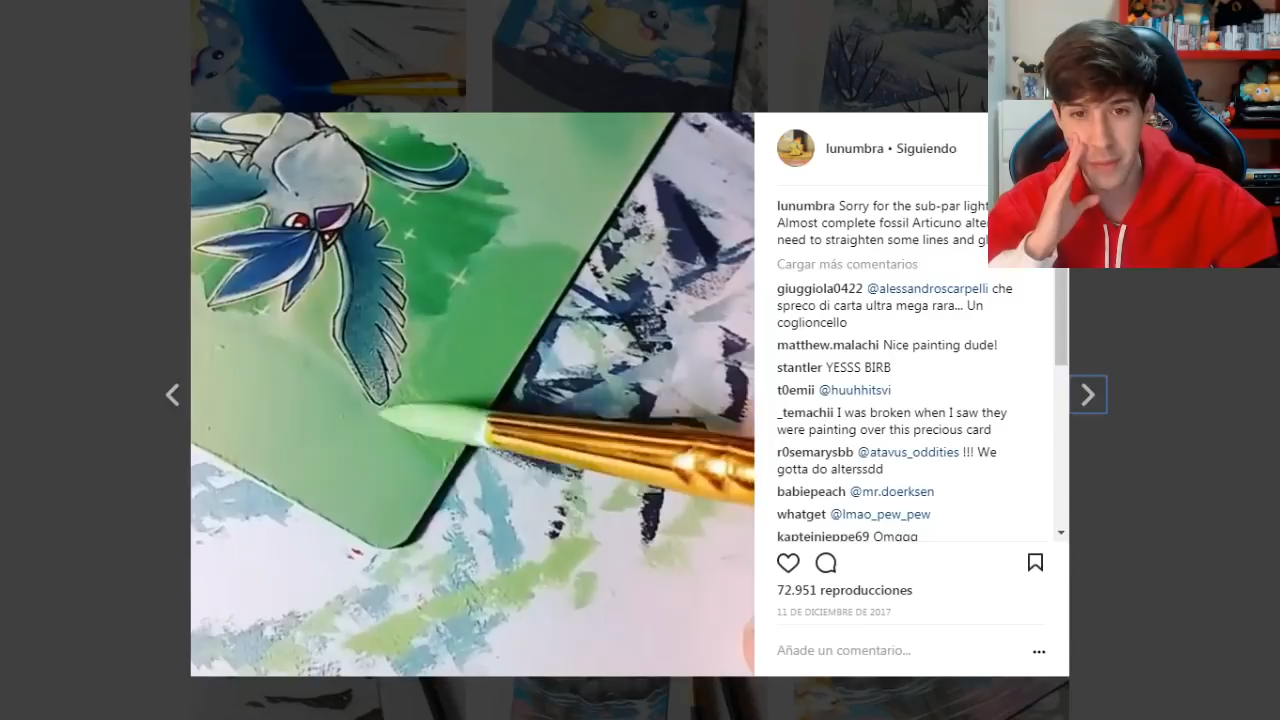 lunumbra • Siguiendo
lunumbra Sorry for the sub-par light
Almost complete fossil Articuno alte
need to straighten some lines and gl
Cargar más comentarios
giuggiola0422 @alessandroscarpelli che
spreco di carta ultra mega rara... Un
coglioncello
matthew.malachi Nice painting dude!
stantler YESSS BIRB
t0emii @huuhhitsvi
_temachii I was broken when I saw they
were painting over this precious card
r0semarysbb @atavus_oddities !!! We
gotta do alterssdd
babiepeach @mr.doerksen
whatget @lmao_pew_pew
kapteinjeppe69 Omggg
72.951 reproducciones
11 DE DICIEMBRE DE 2017
Añade un comentario...